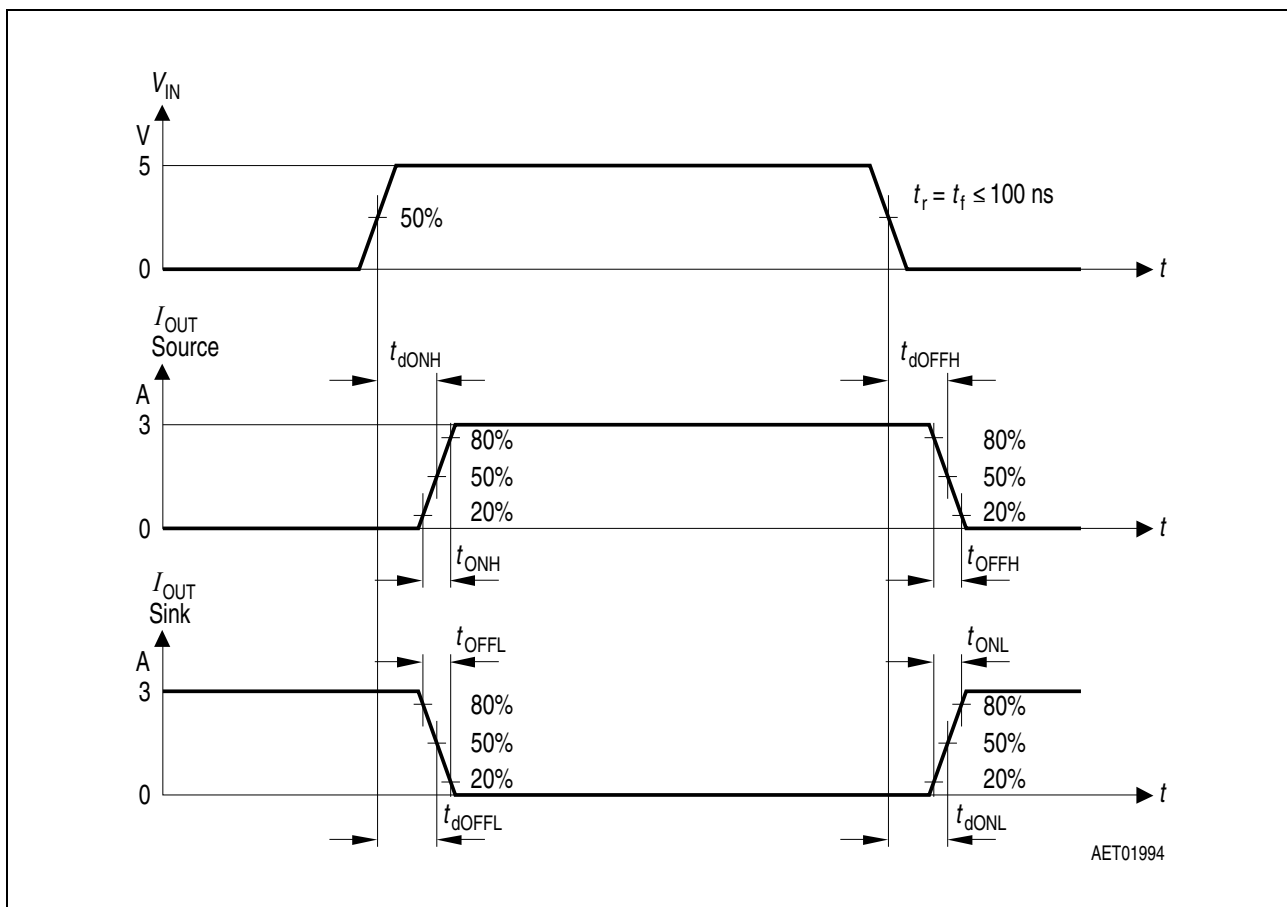 V_IN
V
5
50%
t_r = t_f ≤ 100 ns
0
t
I_OUT
Source
t_dONH
t_dOFFH
A
3
80%
80%
50%
50%
20%
20%
0
t
t_ONH
t_OFFH
I_OUT
Sink
t_OFFL
t_ONL
A
3
80%
80%
50%
50%
20%
20%
0
t
t_dOFFL
t_dONL
AET01994